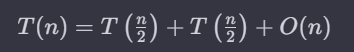 T(n) = T(n/2) + T(n/2) + O(n)